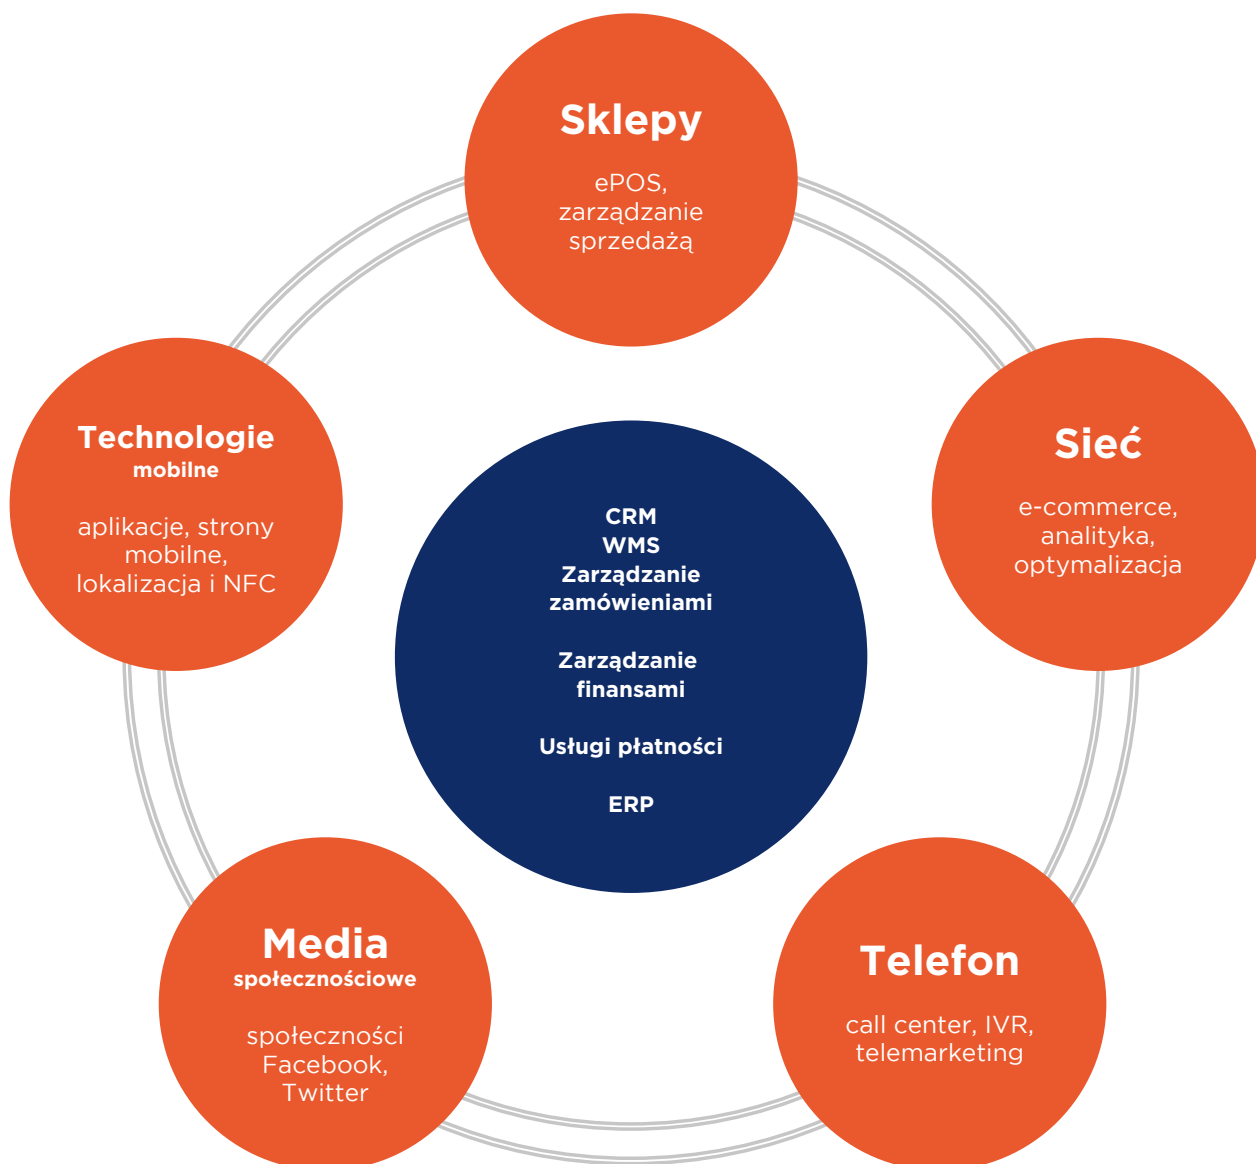 Sklepy
ePOS,
zarządzanie
sprzedażą
Technologie
mobilne
aplikacje, strony
mobilne,
lokalizacja i NFC
Sieć
e-commerce,
analityka,
optymalizacja
CRM
WMS
Zarządzanie
zamówieniami
Zarządzanie
finansami
Usługi płatności
ERP
Media
społecznościowe
społeczności
Facebook,
Twitter
Telefon
call center, IVR,
telemarketing